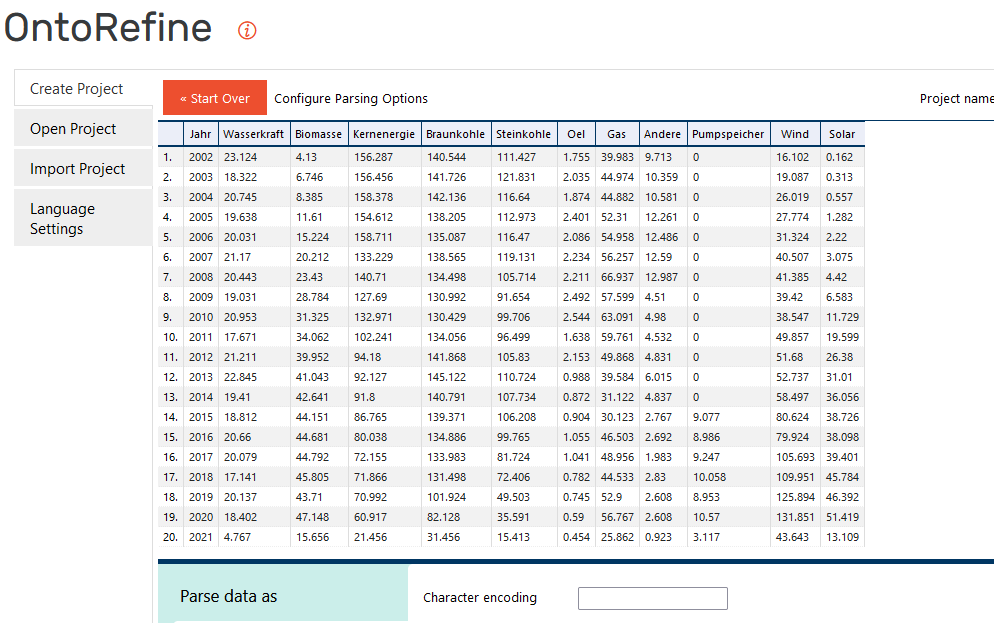 OntoRefine
Create Project
Open Project
Import Project
Language
Settings
« Start Over Configure Parsing Options Project name
Jahr Wasserkraft Biomasse Kernenergie Braunkohle Steinkohle Oel Gas Andere Pumpspeicher Wind Solar
1. 2002 23.124 4.13 156.287 140.544 111.427 1.755 39.983 9.713 0 16.102 0.162
2. 2003 18.322 6.746 156.456 141.726 121.831 2.035 44.974 10.359 0 19.087 0.313
3. 2004 20.745 8.385 158.378 142.136 116.64 1.874 44.882 10.581 0 26.019 0.557
4. 2005 19.638 11.61 154.612 138.205 112.973 2.401 52.31 12.261 0 27.774 1.282
5. 2006 20.031 15.224 158.711 135.087 116.47 2.086 54.958 12.486 0 31.324 2.22
6. 2007 21.17 20.212 133.229 138.565 119.131 2.234 56.257 12.59 0 40.507 3.075
7. 2008 20.443 23.43 140.71 134.498 105.714 2.211 66.937 12.987 0 41.385 4.42
8. 2009 19.031 28.784 127.69 130.992 91.654 2.492 57.599 4.51 0 39.42 6.583
9. 2010 20.953 31.325 132.971 130.429 99.706 2.544 63.091 4.98 0 38.547 11.729
10. 2011 17.671 34.062 102.241 134.056 96.499 1.638 59.761 4.532 0 49.857 19.599
11. 2012 21.211 39.952 94.18 141.868 105.83 2.153 49.868 4.831 0 51.68 26.38
12. 2013 22.845 41.043 92.127 145.122 110.724 0.988 39.584 6.015 0 52.737 31.01
13. 2014 19.41 42.641 91.8 140.791 107.734 0.872 31.122 4.837 0 58.497 36.056
14. 2015 18.812 44.151 86.765 139.371 106.208 0.904 30.123 2.767 9.077 80.624 38.726
15. 2016 20.66 44.681 80.038 134.886 99.765 1.055 46.503 2.692 8.986 79.924 38.098
16. 2017 20.079 44.792 72.155 133.983 81.724 1.041 48.956 1.983 9.247 105.693 39.401
17. 2018 17.141 45.805 71.866 131.498 72.406 0.782 44.533 2.83 10.058 109.951 45.784
18. 2019 20.137 43.71 70.992 101.924 49.503 0.745 52.9 2.608 8.953 125.894 46.392
19. 2020 18.402 47.148 60.917 82.128 35.591 0.59 56.767 2.608 10.57 131.851 51.419
20. 2021 4.767 15.656 21.456 31.456 15.413 0.454 25.862 0.923 3.117 43.643 13.109
Parse data as Character encoding